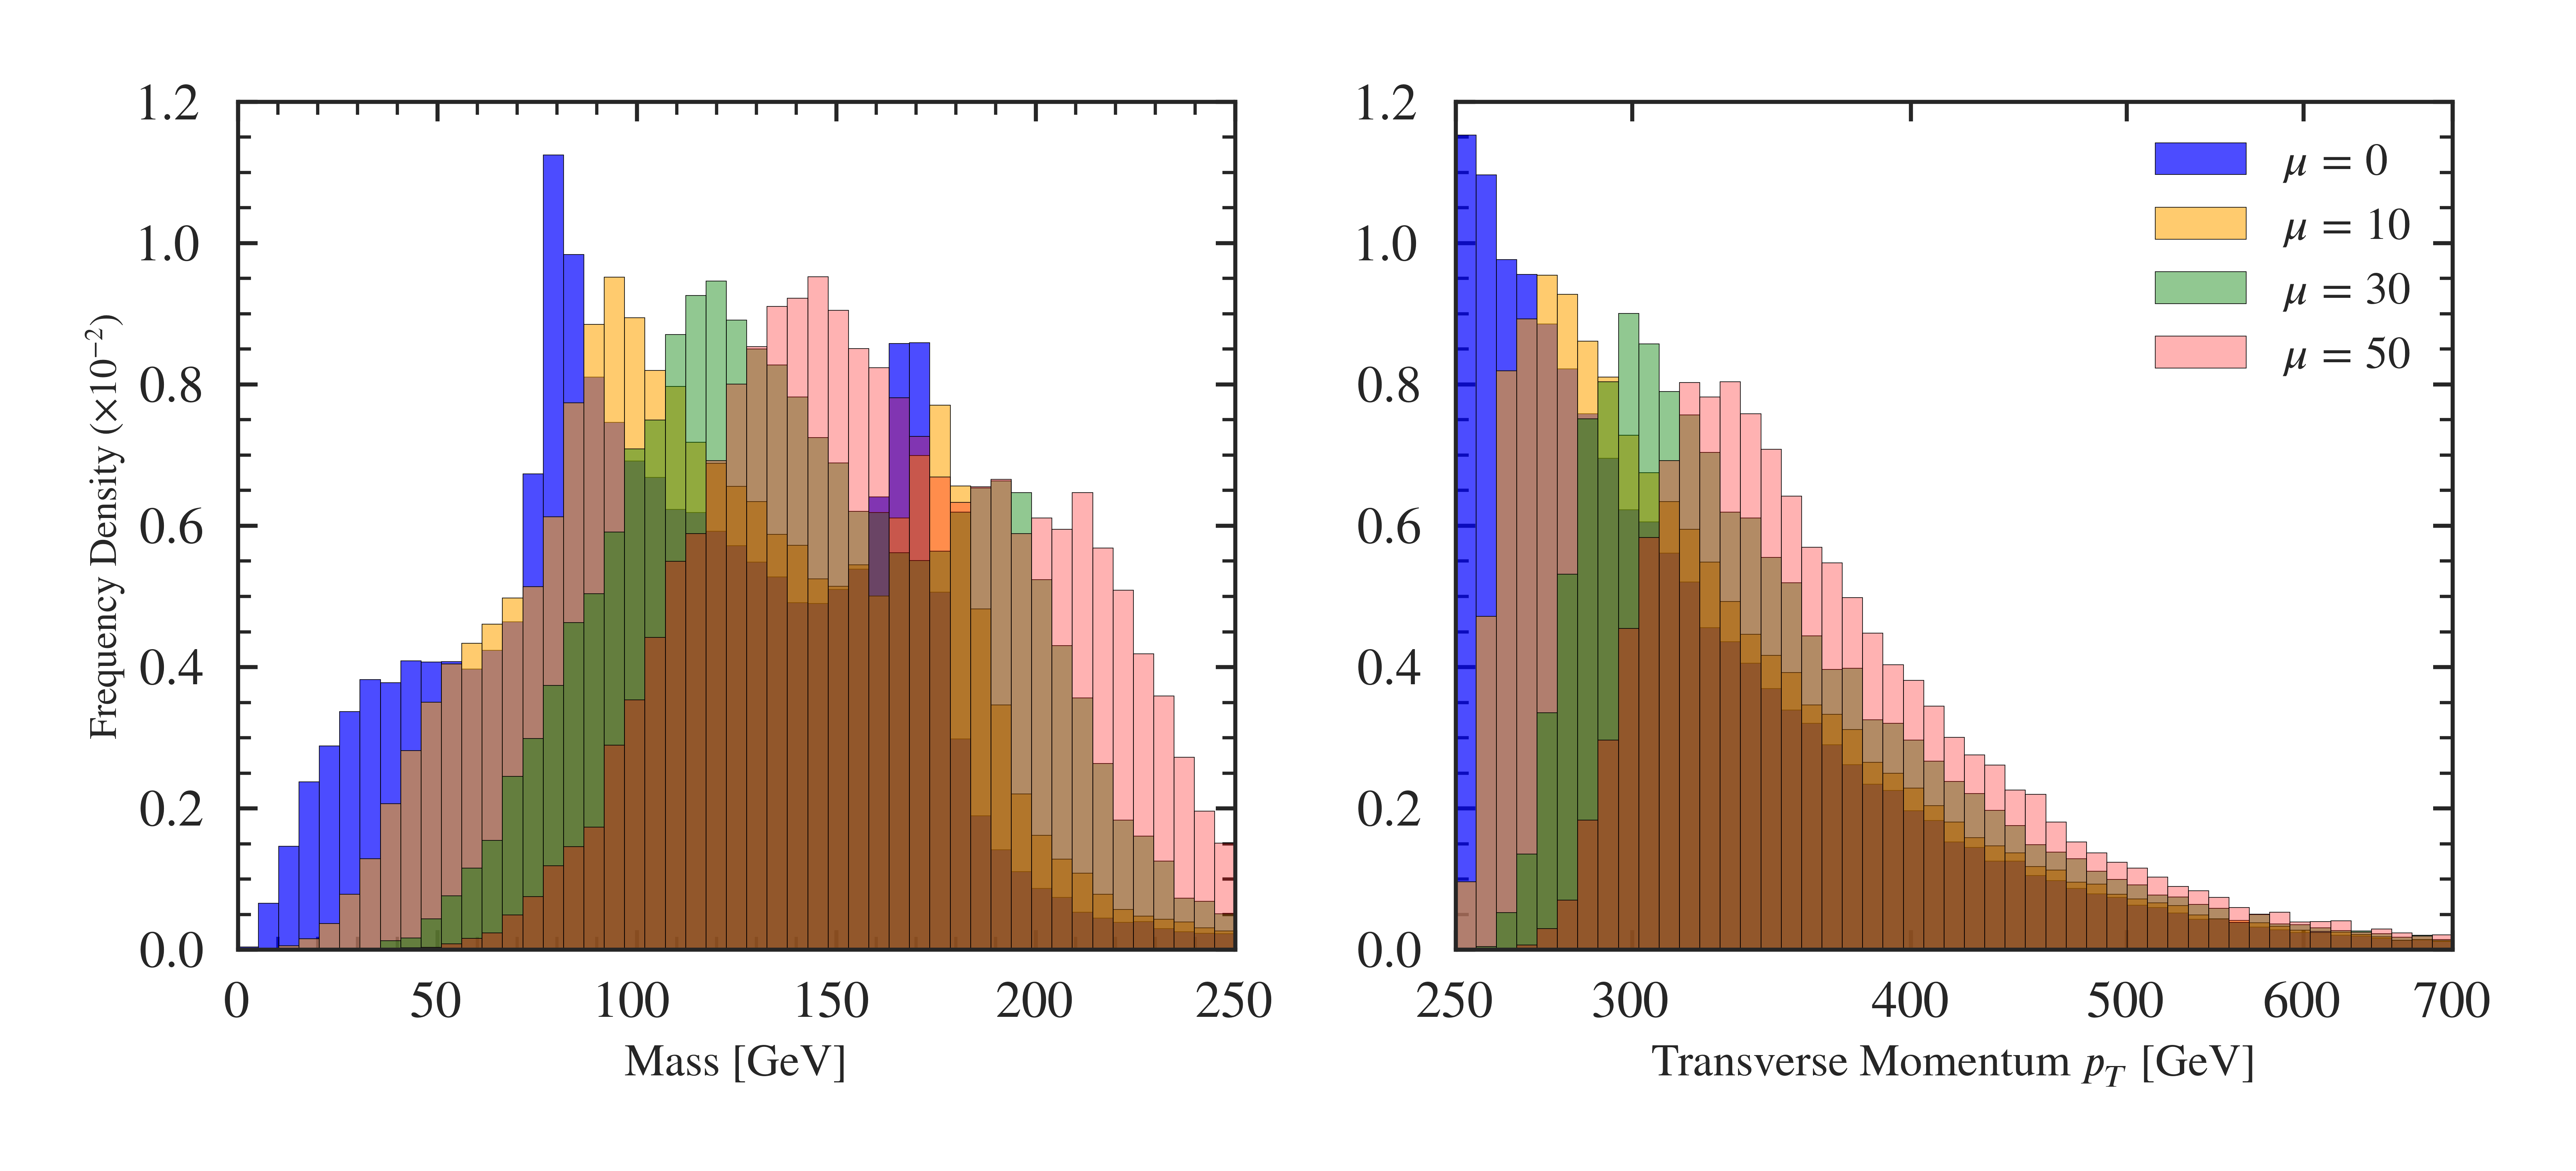 Frequency Density (×10⁻²)
1.2
1.0
0.8
0.6
0.4
0.2
0.0
0 50 100 150 200 250
Mass [GeV]
1.2
1.0
0.8
0.6
0.4
0.2
0.0
250 300 400 500 600 700
Transverse Momentum p_T [GeV]
μ = 0
μ = 10
μ = 30
μ = 50